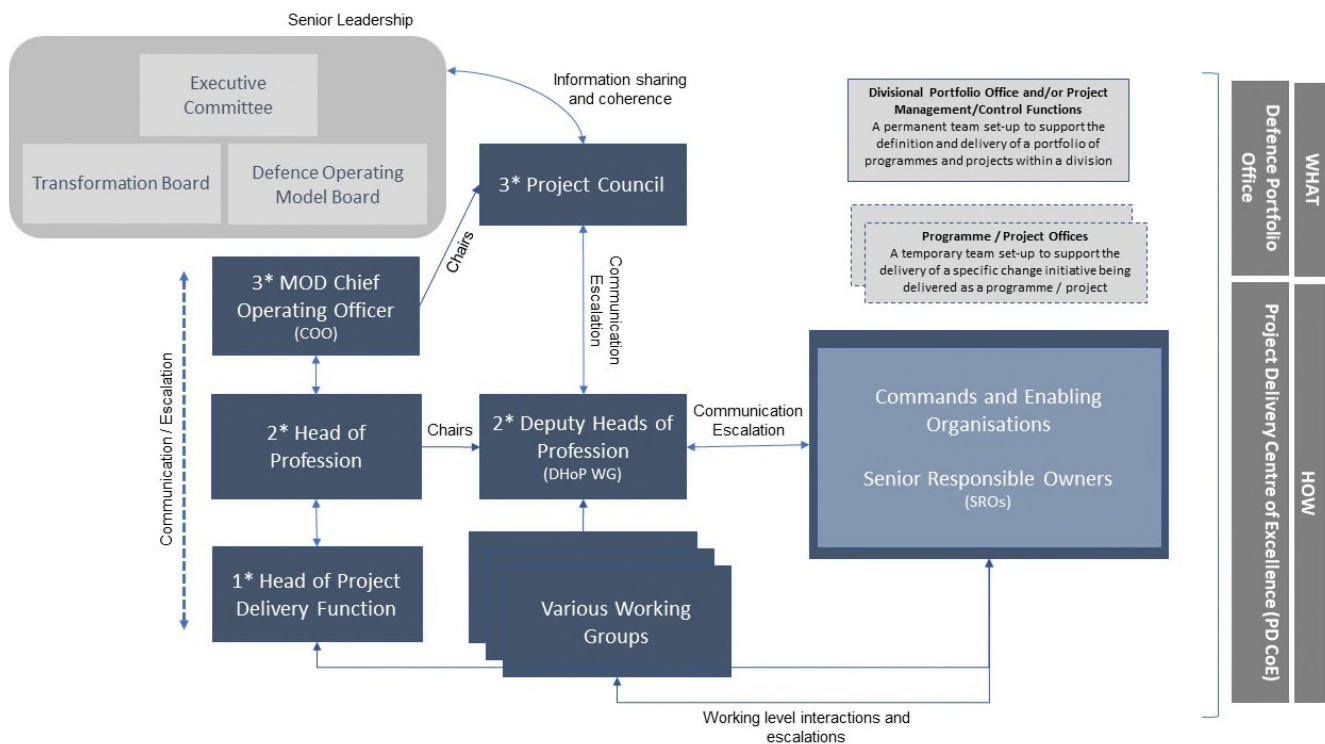 Senior Leadership
Executive
Committee
Transformation Board
Defence Operating
Model Board
Information sharing
and coherence
3* Project Council
Chairs
Communication
Escalation
Divisional Portfolio Office and/or Project
Management/Control Functions
A permanent team set-up to support the
definition and delivery of a portfolio of
programmes and projects within a division
Programme / Project Offices
A temporary team set-up to support the
delivery of a specific change initiative being
delivered as a programme / project
3* MOD Chief
Operating Officer
(COO)
Communication / Escalation
2* Head of
Profession
Chairs
2* Deputy Heads of
Profession
(DHoP WG)
Communication
Escalation
Commands and Enabling
Organisations
Senior Responsible Owners
(SROs)
1* Head of Project
Delivery Function
Various Working
Groups
Working level interactions and
escalations
Defence Portfolio
Office
WHAT
Project Delivery Centre of Excellence (PD CoE)
HOW